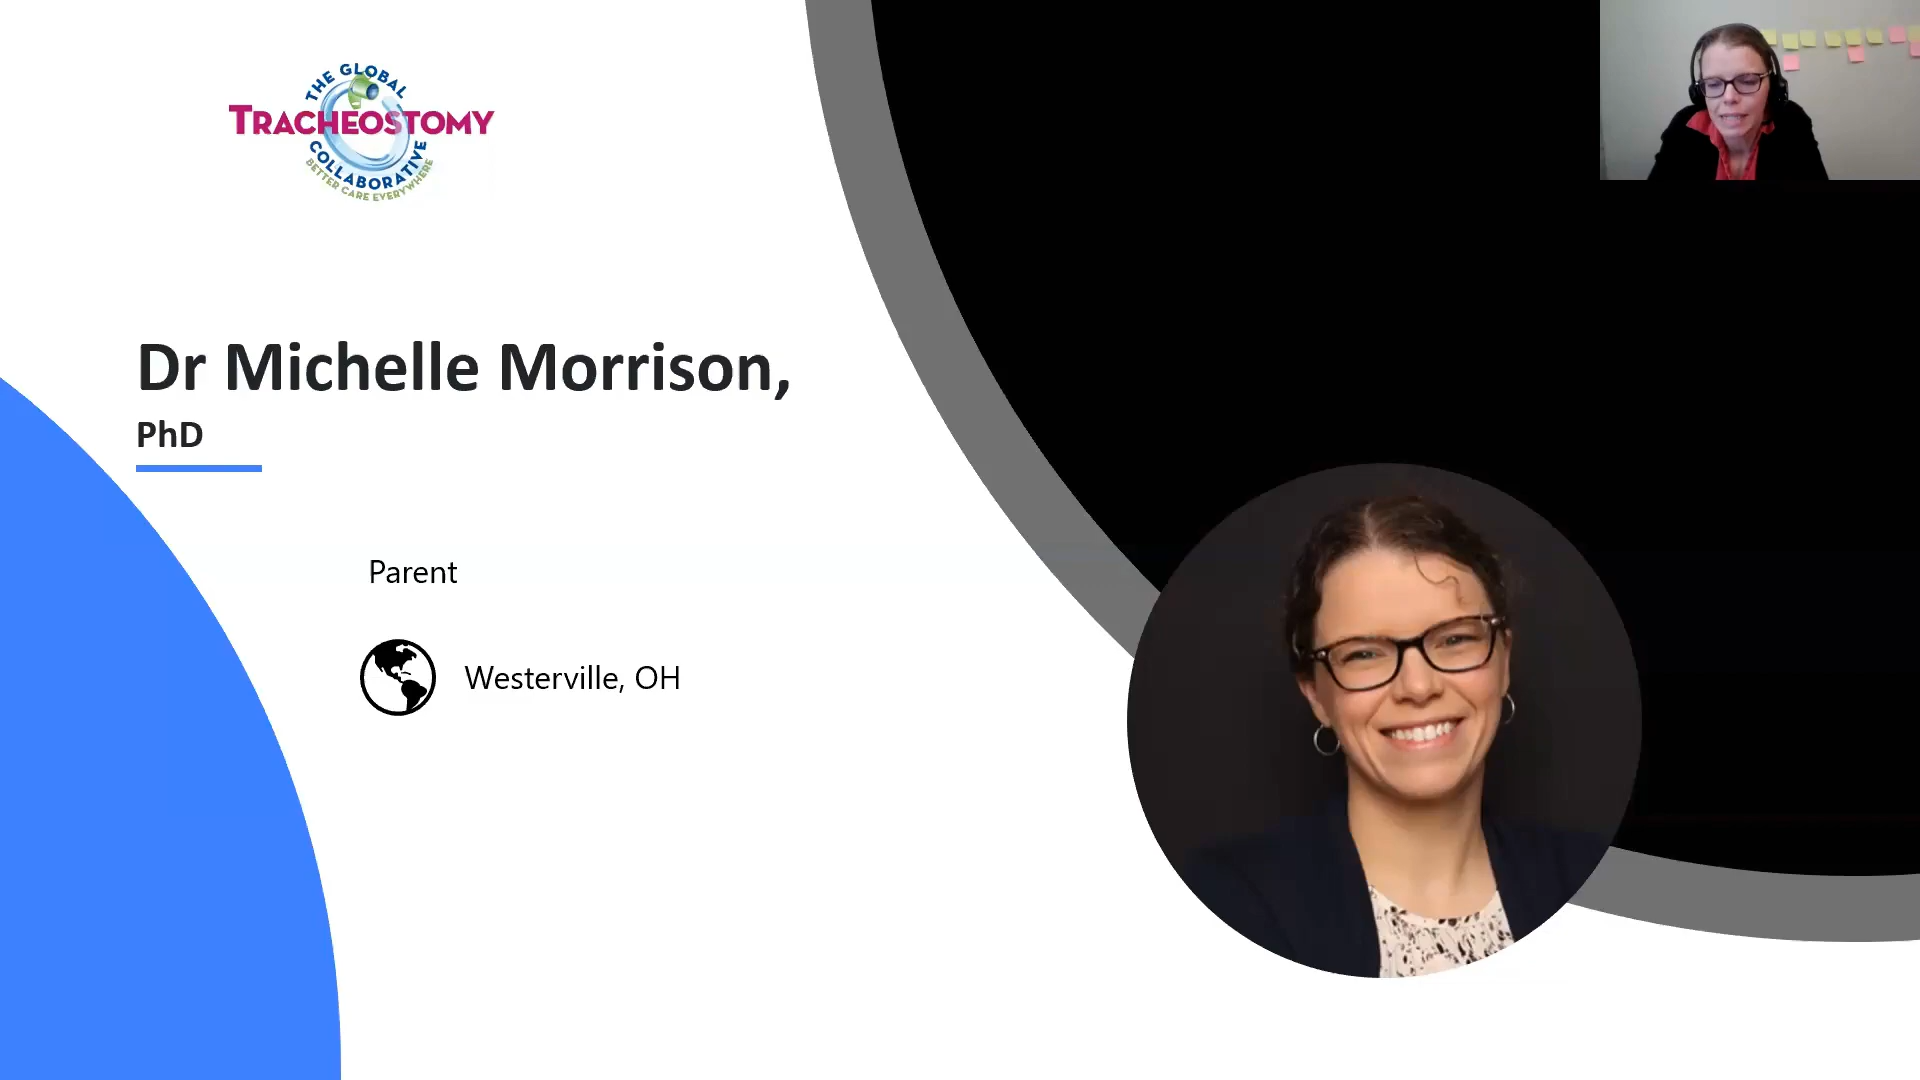 THE GLOBAL
TRACHEOSTOMY
COLLABORATIVE
BETTER CARE EVERYWHERE
Dr Michelle Morrison,
PhD
Parent
Westerville, OH